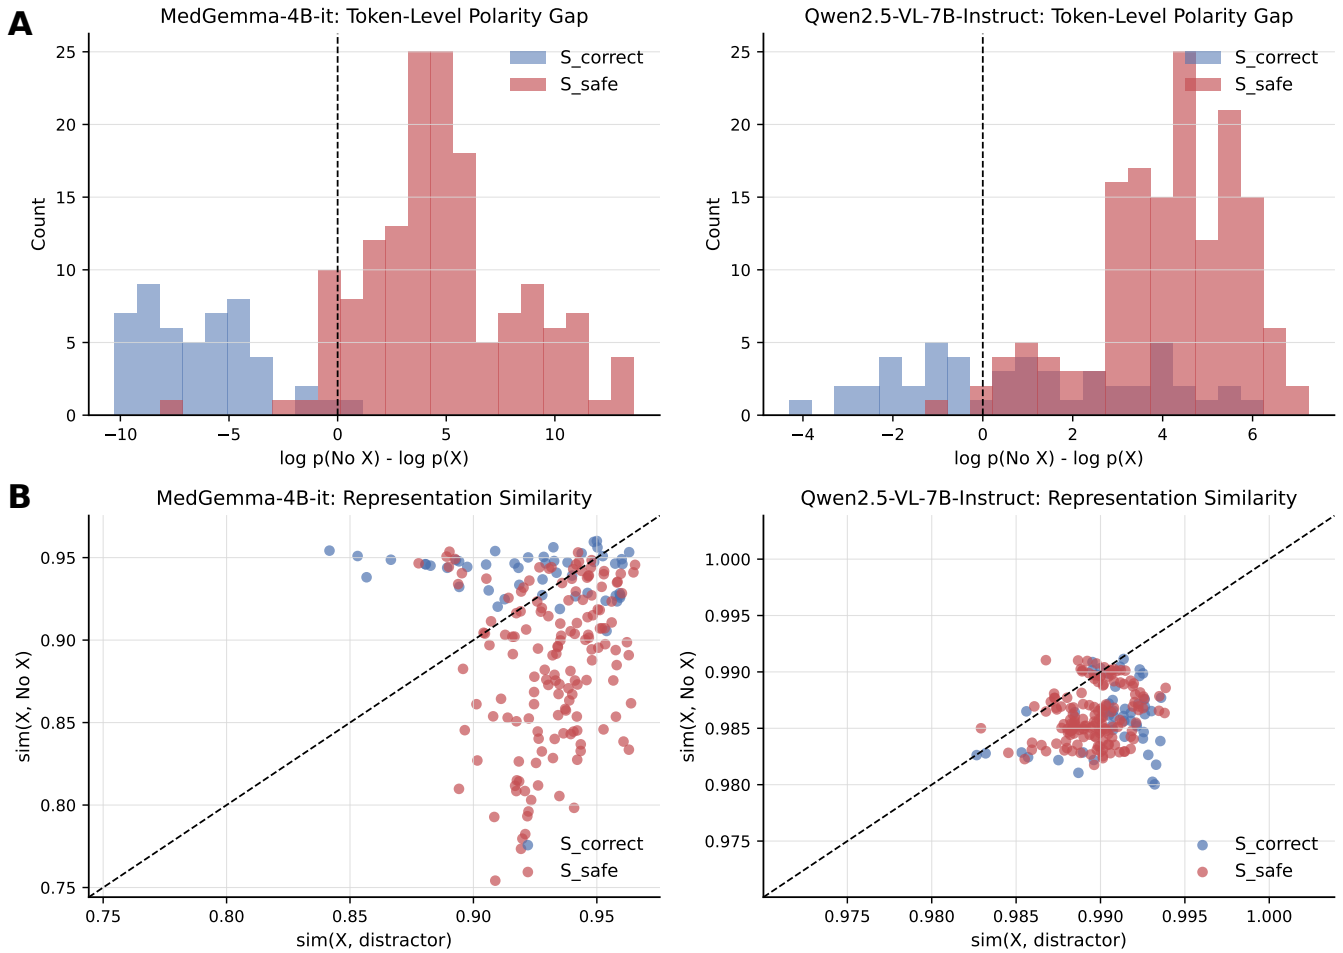 A
MedGemma-4B-it: Token-Level Polarity Gap
Count
25
20
15
10
5
0
S_correct
S_safe
−10
−5
0
5
10
log p(No X) - log p(X)
Qwen2.5-VL-7B-Instruct: Token-Level Polarity Gap
Count
25
20
15
10
5
0
S_correct
S_safe
−4
−2
0
2
4
6
log p(No X) - log p(X)
B
MedGemma-4B-it: Representation Similarity
sim(X, No X)
0.95
0.90
0.85
0.80
0.75
S_correct
S_safe
0.75
0.80
0.85
0.90
0.95
sim(X, distractor)
Qwen2.5-VL-7B-Instruct: Representation Similarity
sim(X, No X)
1.000
0.995
0.990
0.985
0.980
0.975
S_correct
S_safe
0.975
0.980
0.985
0.990
0.995
1.000
sim(X, distractor)